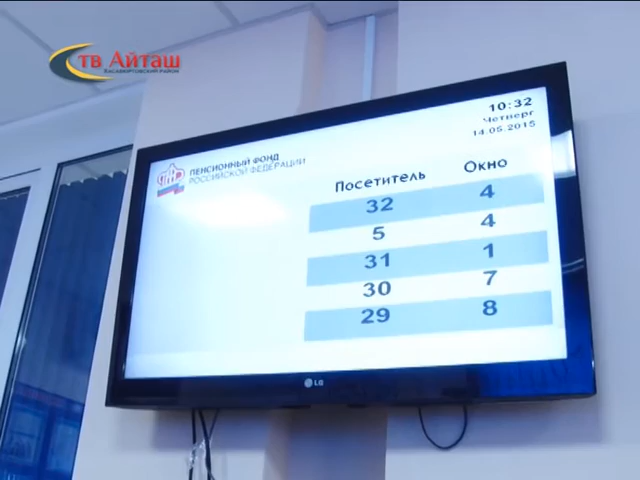 ТВ Айташ
ХАСАВЮРТОВСКИЙ РАЙОН
10:32
Четверг
14.05.2015
ПЕНСИОННЫЙ ФОНД
РОССИЙСКОЙ ФЕДЕРАЦИИ
Посетитель Окно
32 4
5 4
31 1
30 7
29 8
LG